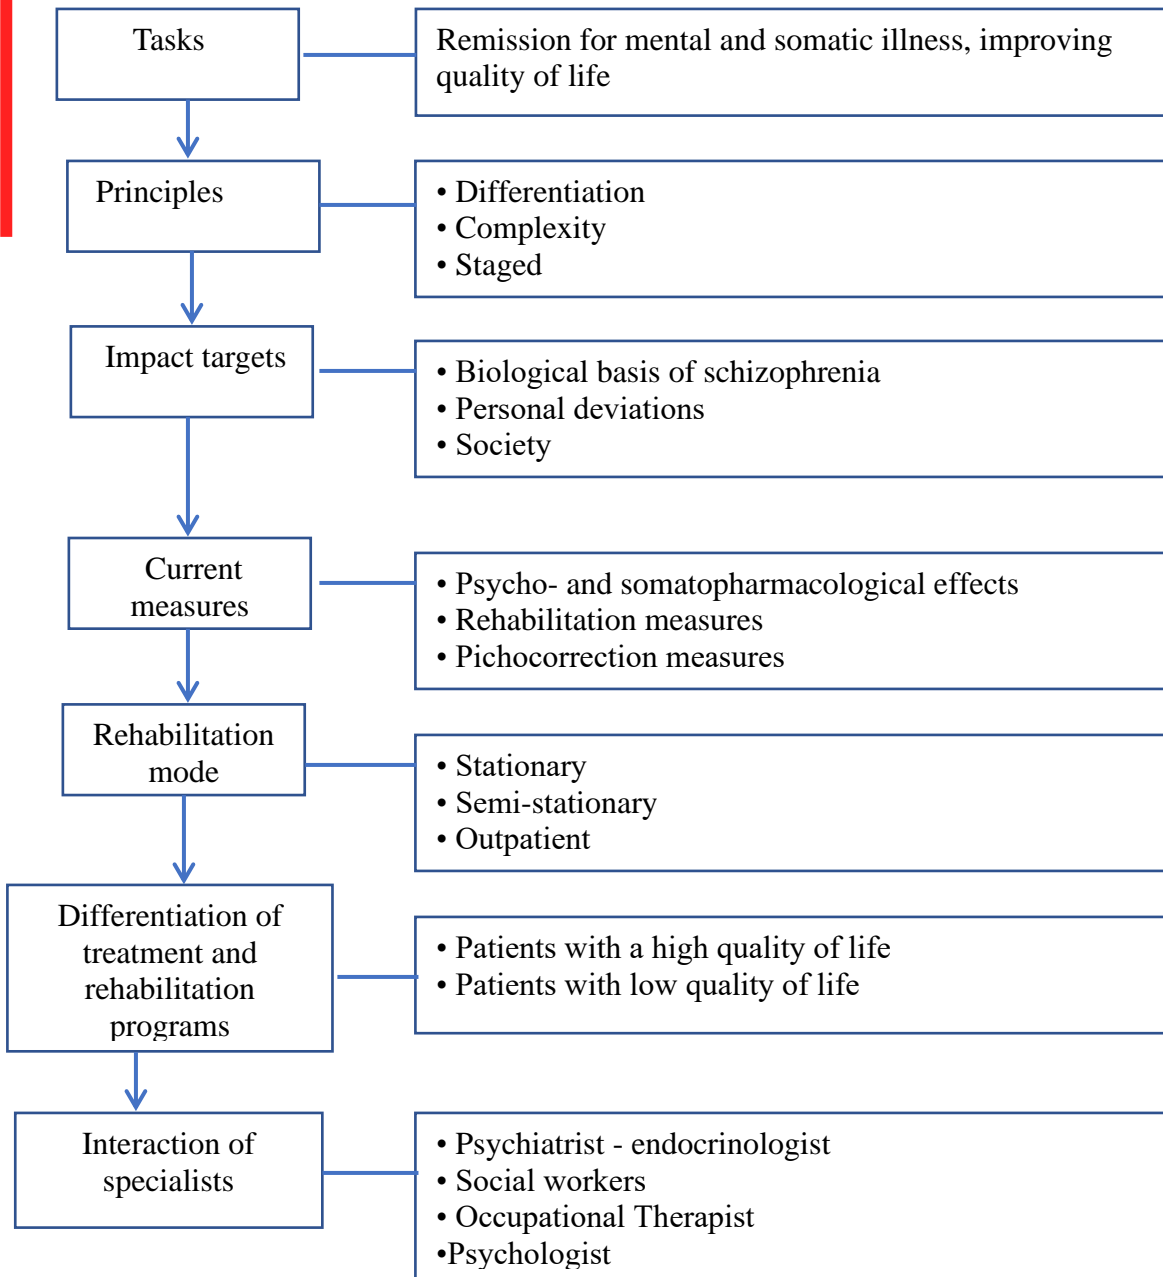 Tasks
Remission for mental and somatic illness, improving
quality of life
Principles
• Differentiation
• Complexity
• Staged
Impact targets
• Biological basis of schizophrenia
• Personal deviations
• Society
Current
measures
• Psycho- and somatopharmacological effects
• Rehabilitation measures
• Pichocorrection measures
Rehabilitation
mode
• Stationary
• Semi-stationary
• Outpatient
Differentiation of
treatment and
rehabilitation
programs
• Patients with a high quality of life
• Patients with low quality of life
Interaction of
specialists
• Psychiatrist - endocrinologist
• Social workers
• Occupational Therapist
•Psychologist